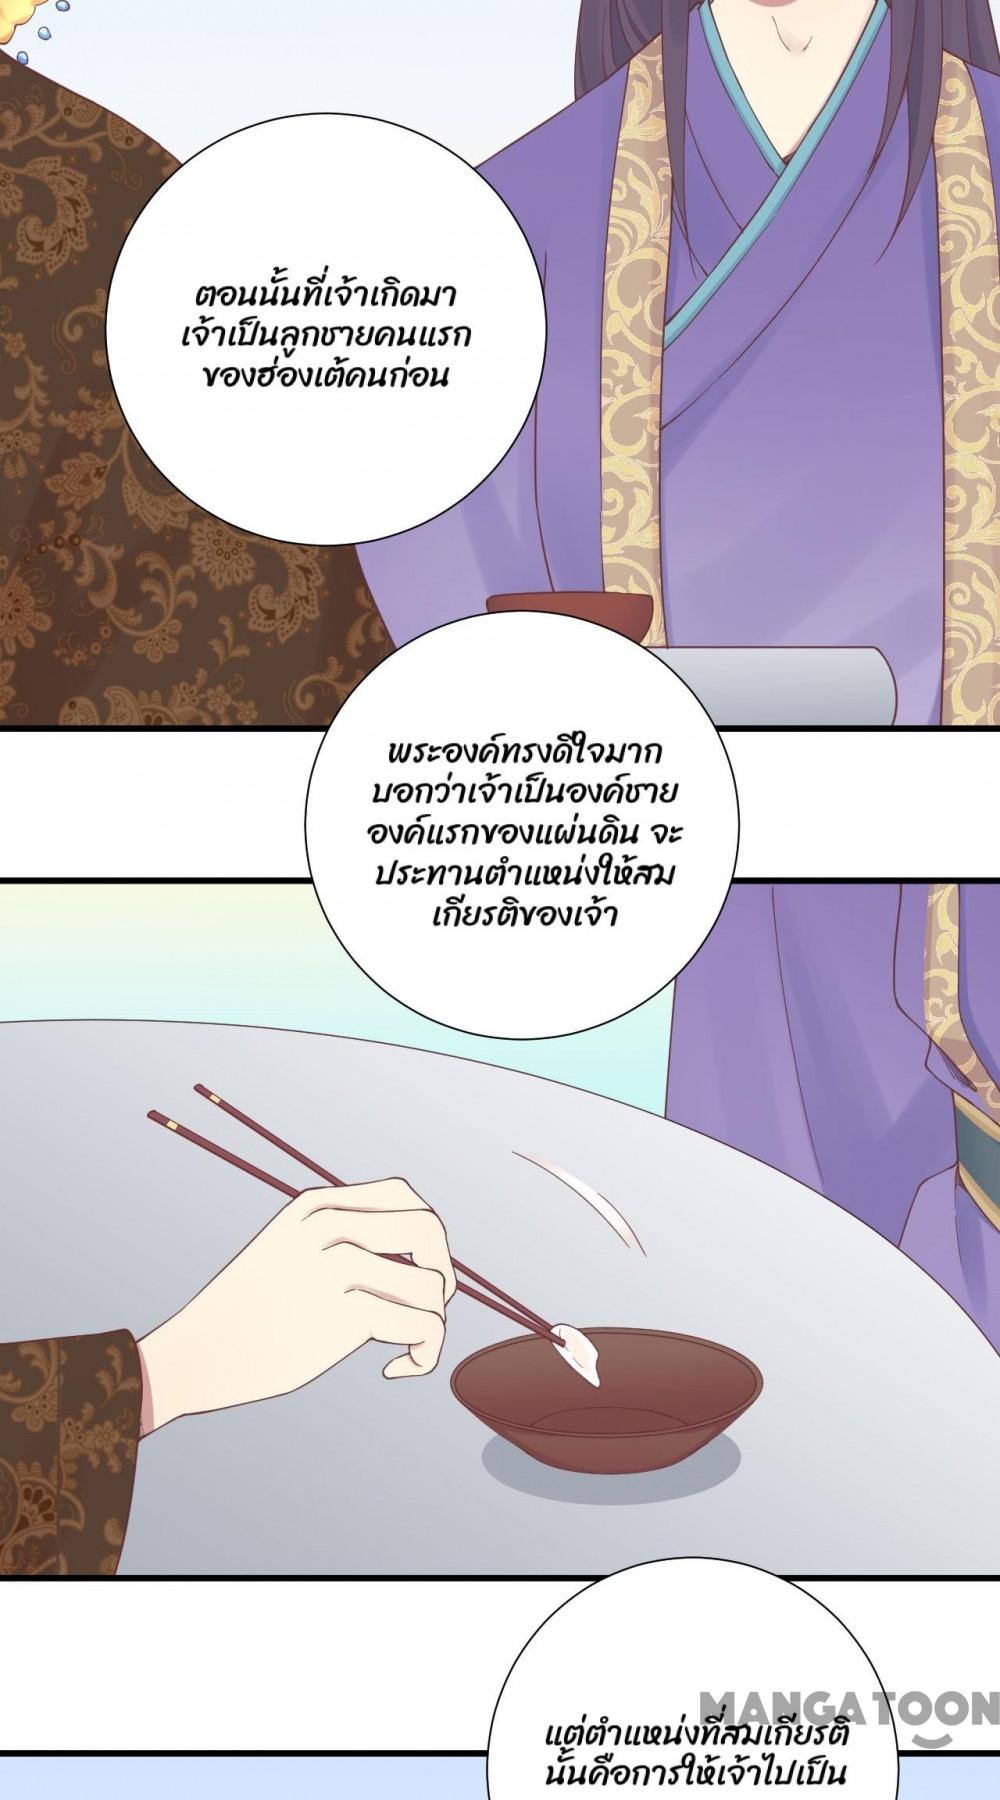 ตอนนั้นที่เจ้าเกิดมา
เจ้าเป็นลูกชายคนแรก
ของฮ่องเต้คนก่อน
พระองค์ทรงดีใจมาก
บอกว่าเจ้าเป็นองค์ชาย
องค์แรกของแผ่นดิน จะ
ประทานตำแหน่งให้สม
เกียรติของเจ้า
MANGATOON
แต่ตำแหน่งที่สมเกียรติ
นั้นคือการให้เจ้าไปเป็น